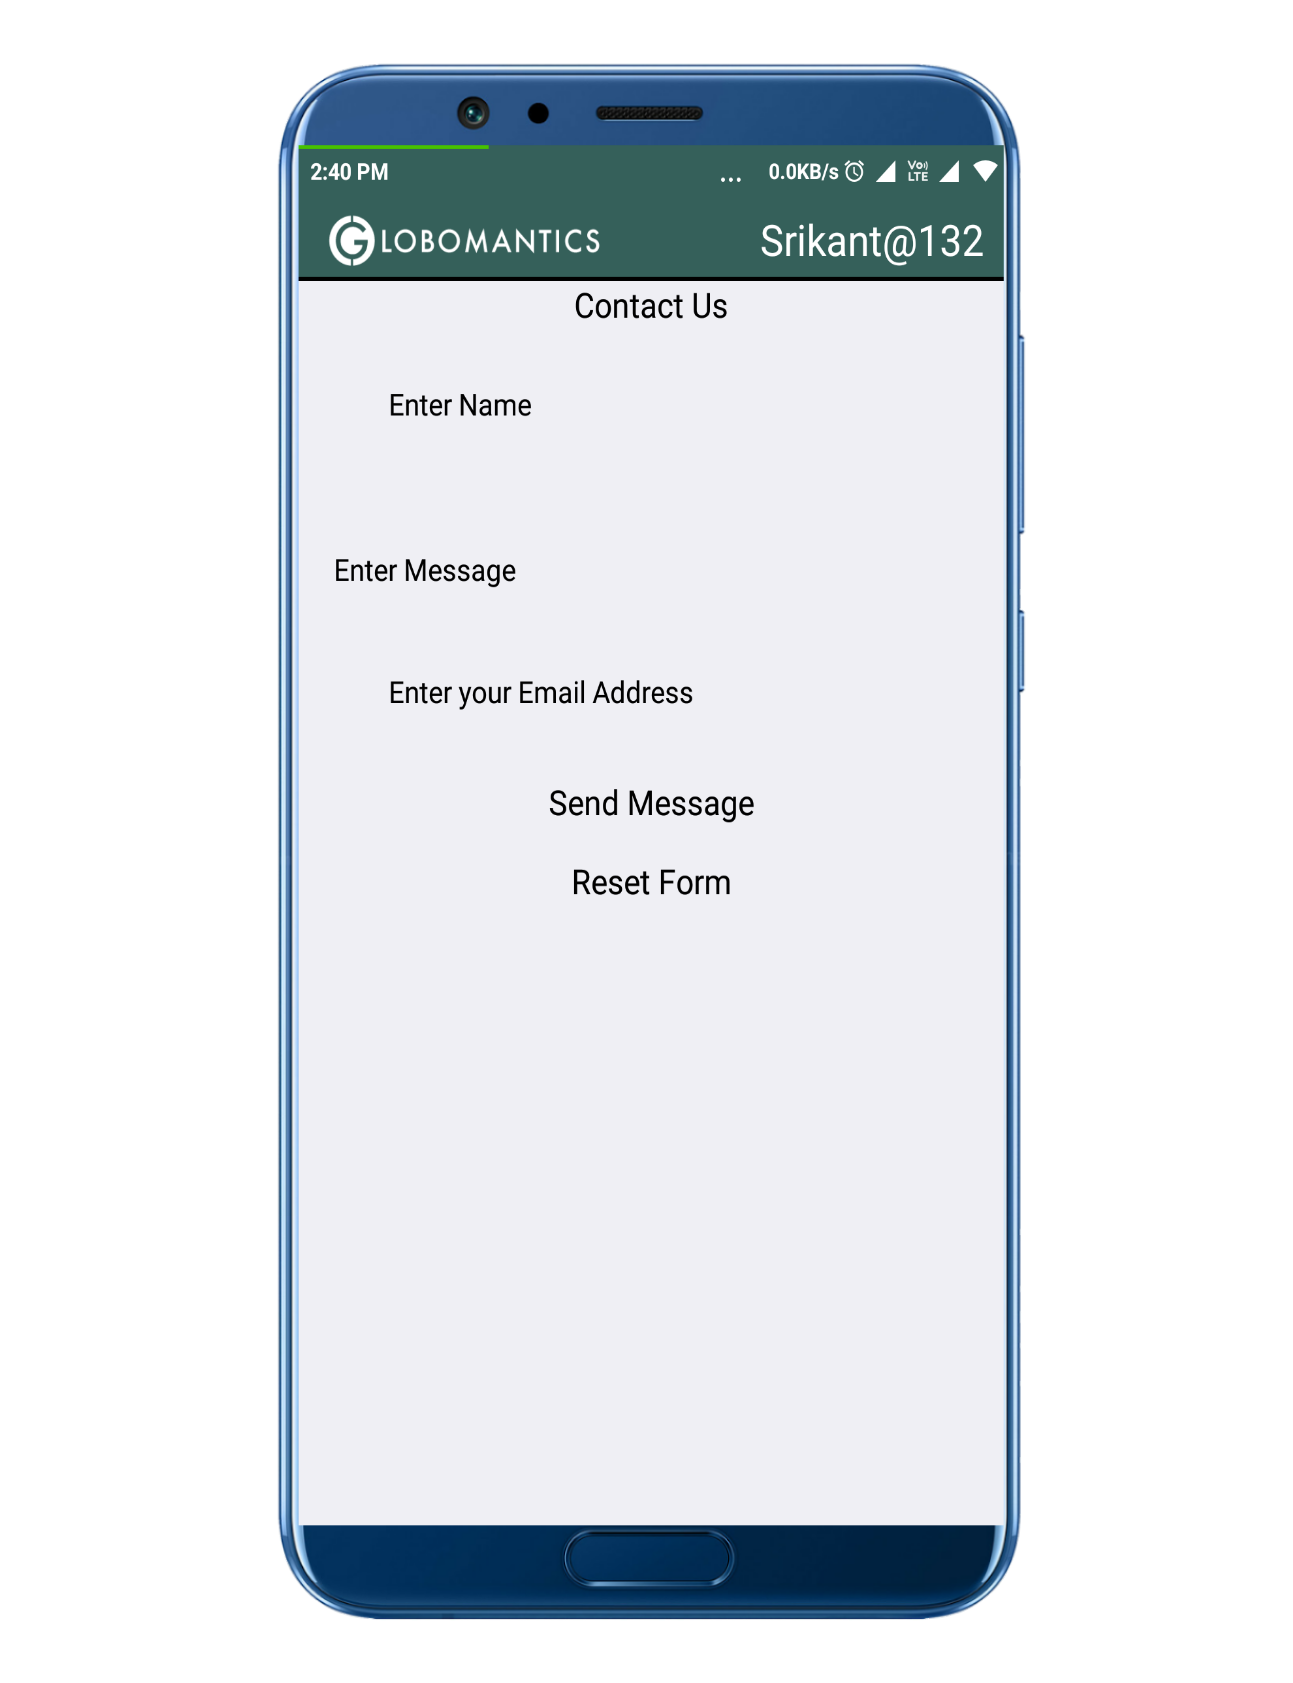 2:40 PM ... 0.0KB/s Vo) LTE
GLOBOMANTICS Srikant@132
Contact Us
Enter Name
Enter Message
Enter your Email Address
Send Message
Reset Form